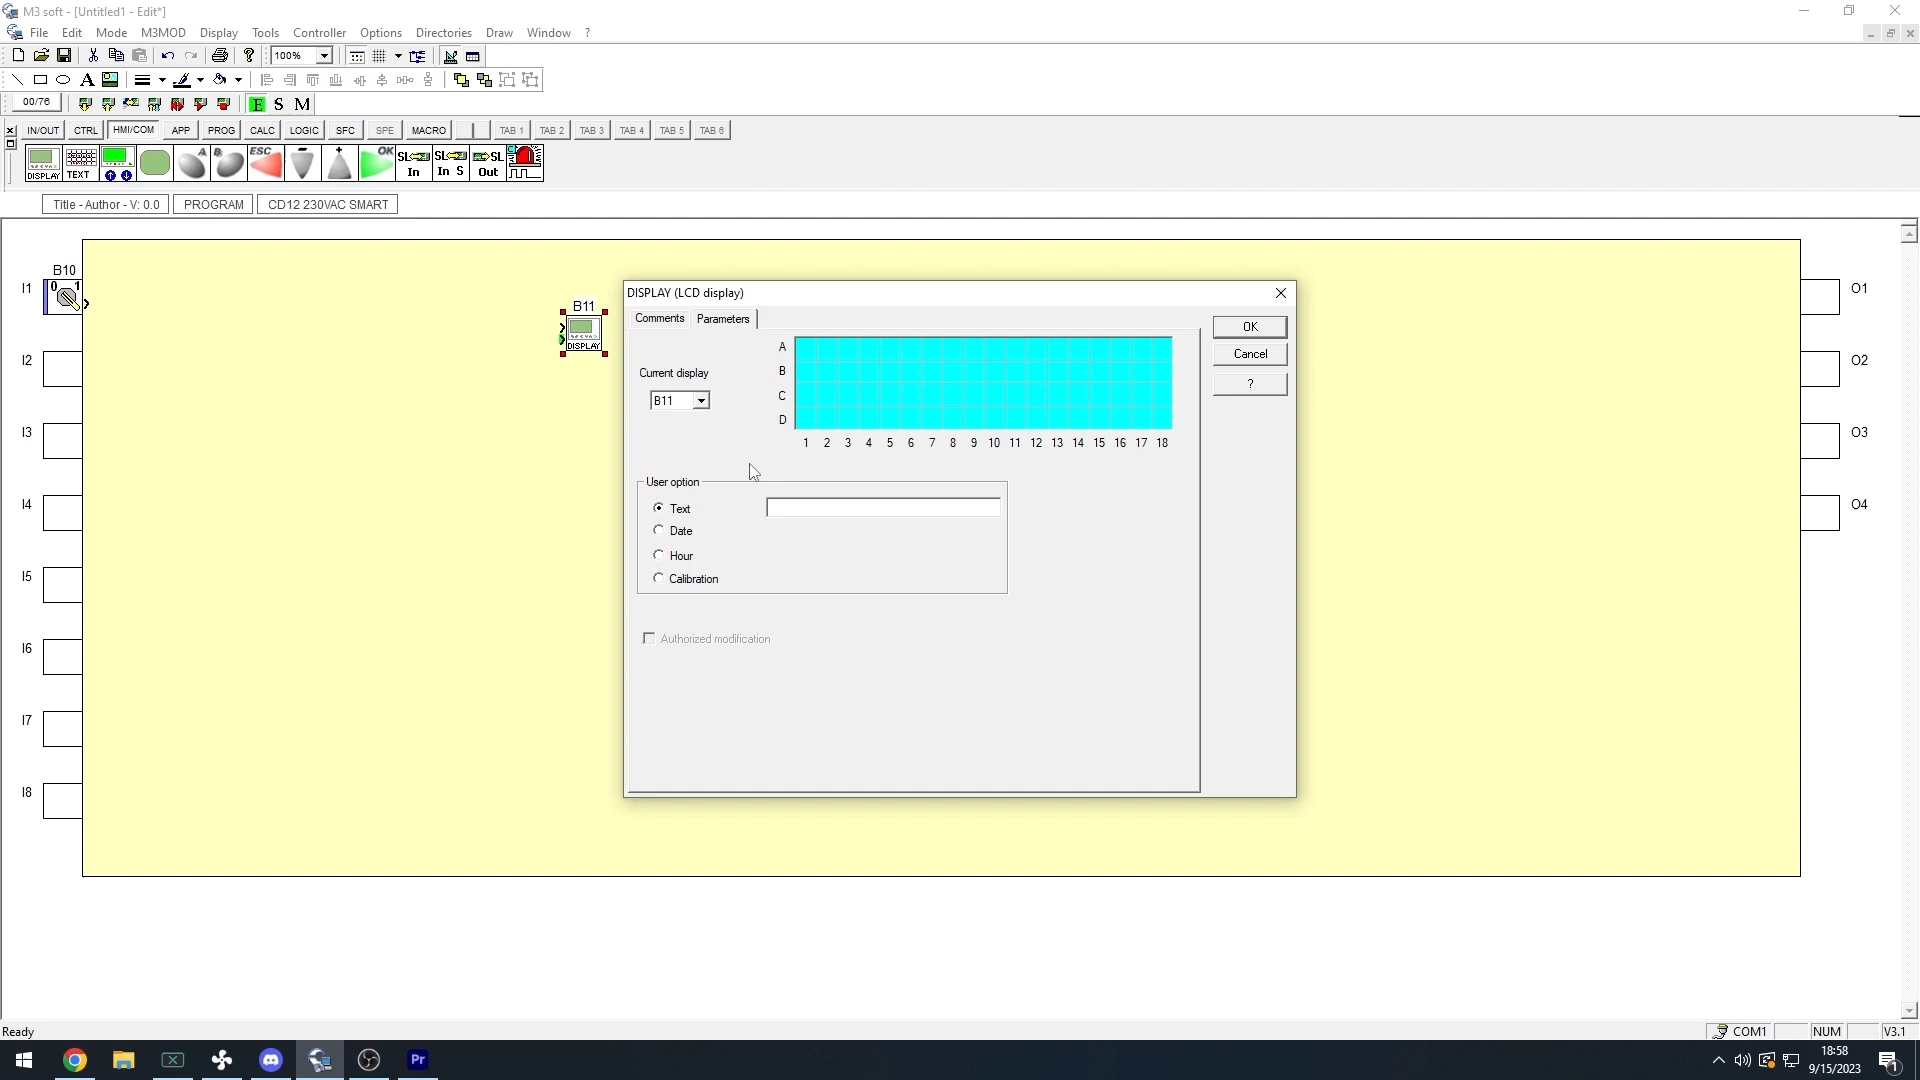 M3 soft - [Untitled1 - Edit*]
File Edit Mode M3MOD Display Tools Controller Options Directories Draw Window ?
100%
A
00/76 E S M
IN/OUT CTRL HMI/COM APP PROG CALC LOGIC SFC SPE MACRO TAB 1 TAB 2 TAB 3 TAB 4 TAB 5 TAB 6
DISPLAY TEXT A B ESC + OK SL In SL In S SL Out
Title - Author - V: 0.0 PROGRAM CD12 230VAC SMART
B10
0 1
I1
I2
I3
I4
I5
I6
I7
I8
B11
DISPLAY
DISPLAY (LCD display)
Comments Parameters
OK
Cancel
?
A
B
C
D
Current display
B11
1 2 3 4 5 6 7 8 9 10 11 12 13 14 15 16 17 18
User option
Text
Date
Hour
Calibration
Authorized modification
O1
O2
O3
O4
Ready COM1 NUM V3.1
Pr
18:58
9/15/2023
1